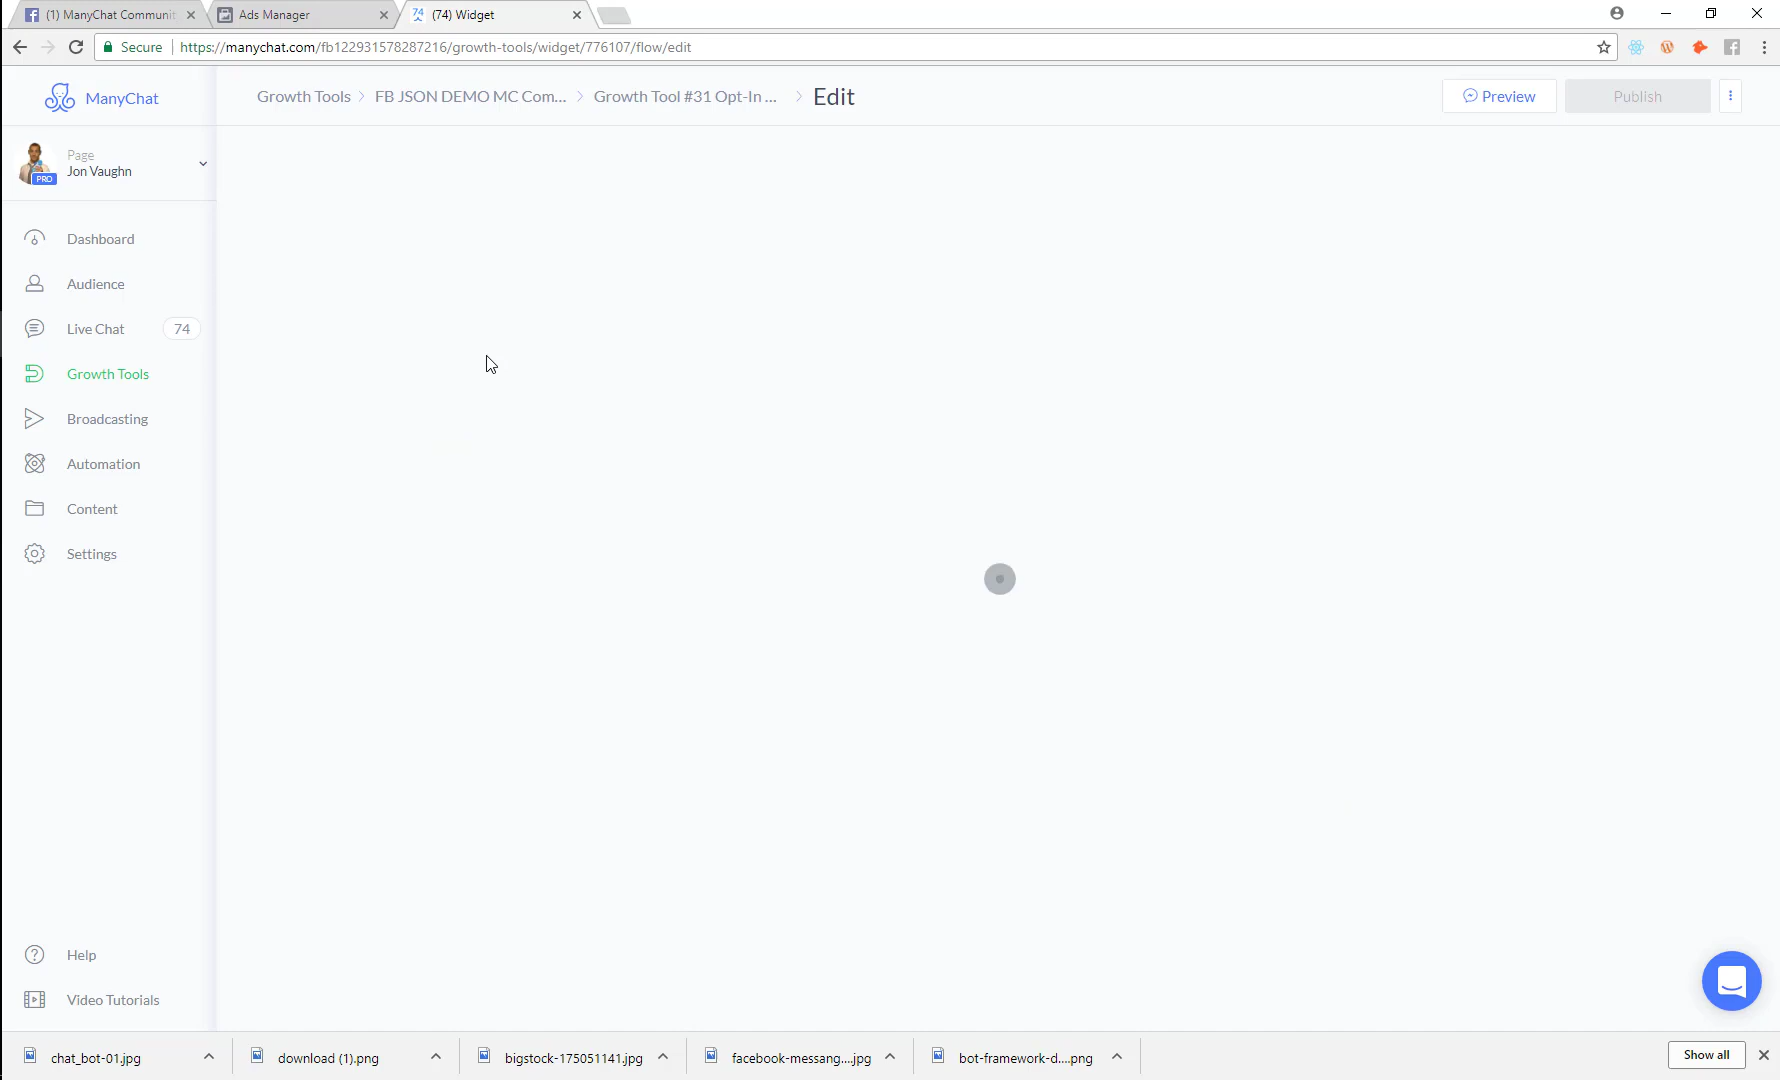 (1) ManyChat Communit
Ads Manager
74
(74) Widget
Secure
https://manychat.com/fb122931578287216/growth-tools/widget/776107/flow/edit
ManyChat
Growth Tools
FB JSON DEMO MC Com...
Growth Tool #31 Opt-In ...
Edit
Preview
Publish
Page
Jon Vaughn
PRO
Dashboard
Audience
Live Chat
74
Growth Tools
Broadcasting
Automation
Content
Settings
Help
Video Tutorials
chat_bot-01.jpg
download (1).png
bigstock-175051141.jpg
facebook-messang....jpg
bot-framework-d....png
Show all